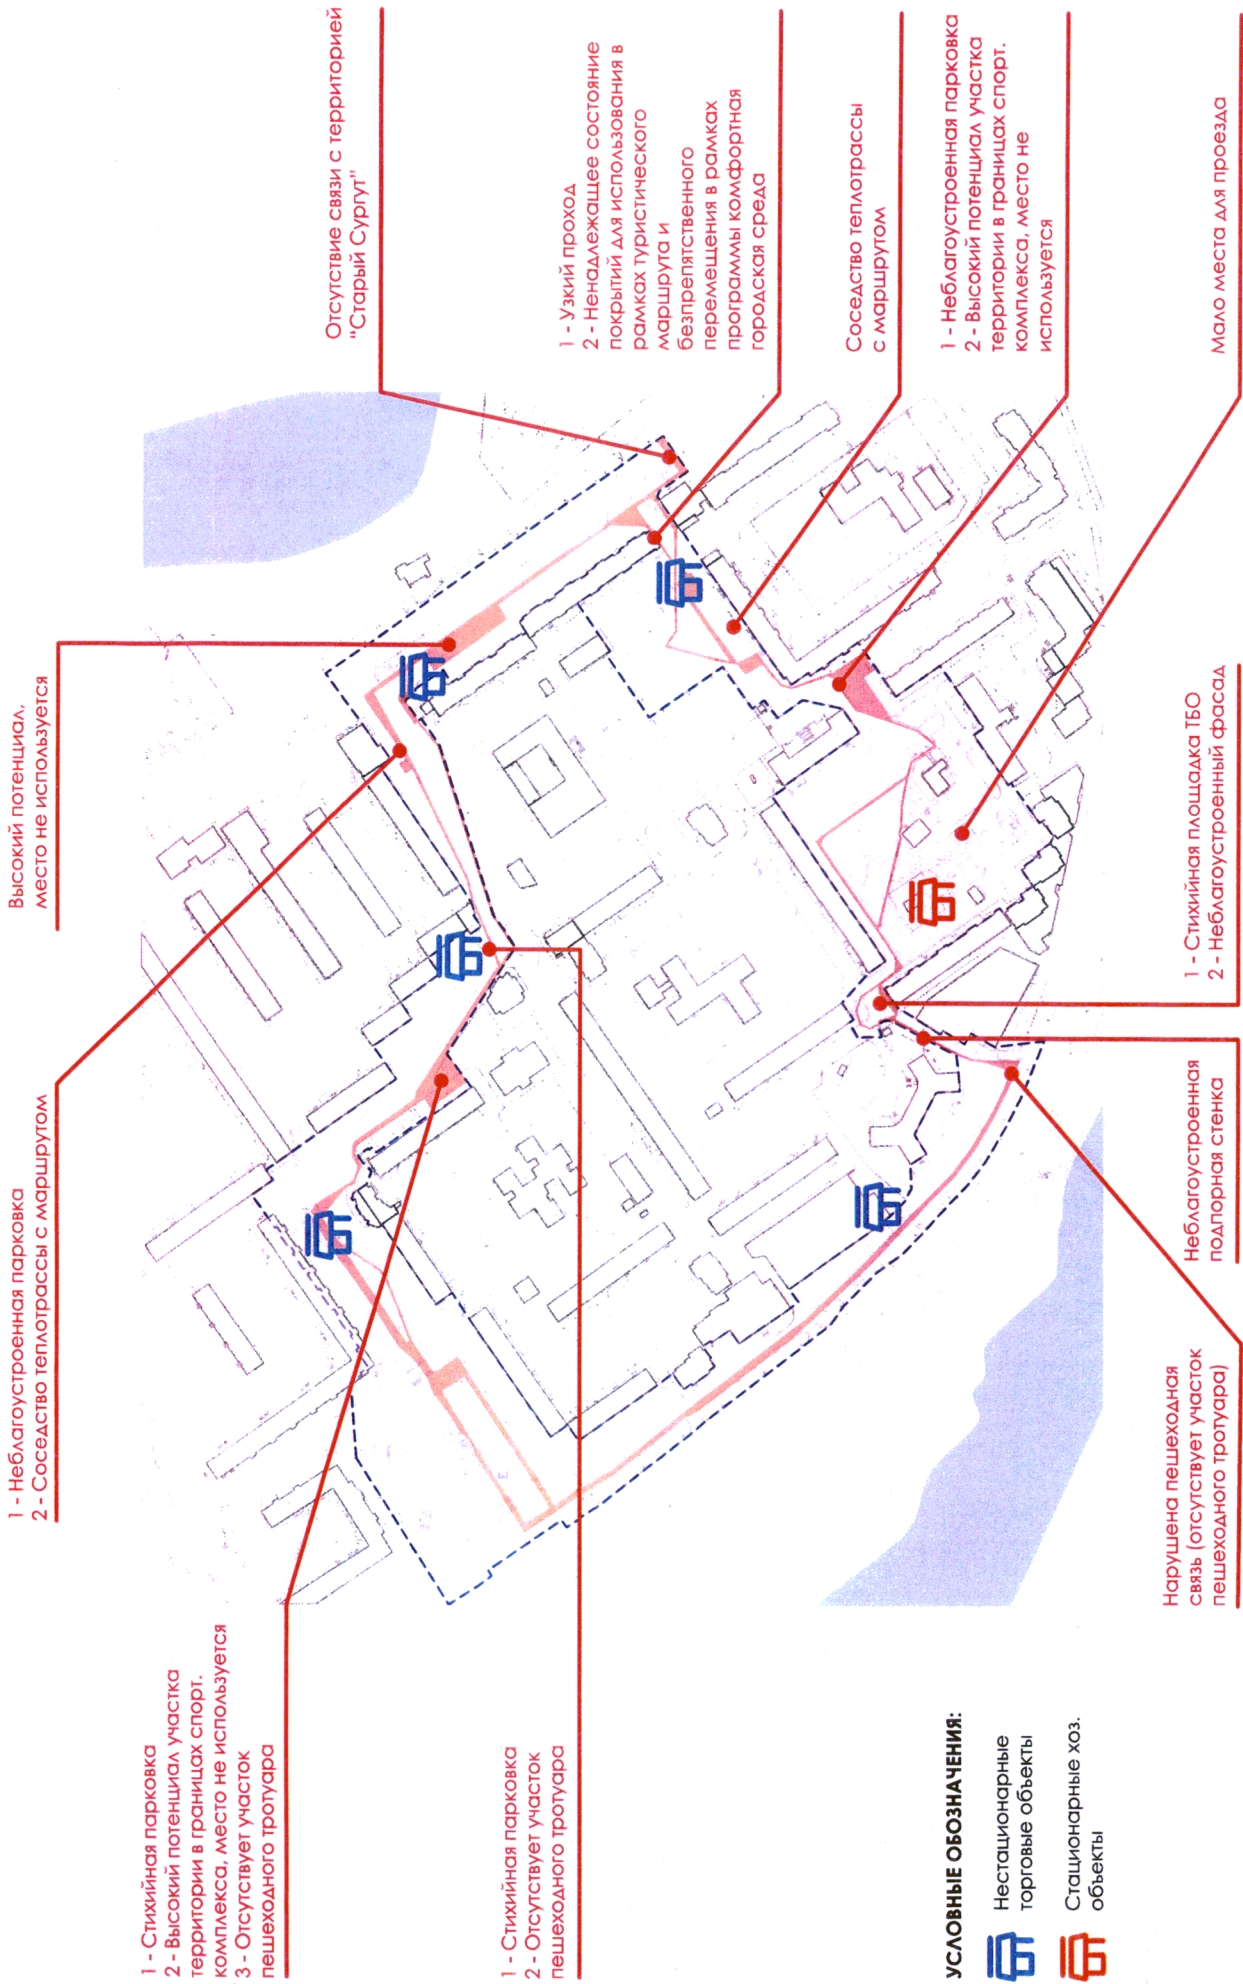 1 - Стихийная парковка
2 - Высокий потенциал участка
территории в границах спорт.
комплекса, место не используется
3 - Отсутствует участок
пешеходного тротуара
1 - Неблагоустроенная парковка
2 - Соседство теплотрассы с маршрутом
Высокий потенциал,
место не используется
Отсутствие связи с территорией
"Старый Сургут"
1 - Узкий проход
2 - Ненадлежащее состояние
покрытий для использования в
рамках туристического
маршрута и
безпрепятственного
перемещения в рамках
программы комфортная
городская среда
Соседство теплотрассы
с маршрутом
1 - Неблагоустроенная парковка
2 - Высокий потенциал участка
территории в границах спорт.
комплекса, место не
используется
Мало места для проезда
1 - Стихийная парковка
2 - Отсутствует участок
пешеходного тротуара
1 - Стихийная площадка ТБО
2 - Неблагоустроенный фасад
Неблагоустроенная
подпорная стенка
Нарушена пешеходная
связь (отсутствует участок
пешеходного тротуара)
УСЛОВНЫЕ ОБОЗНАЧЕНИЯ:
Нестационарные
торговые объекты
Стационарные хоз.
объекты